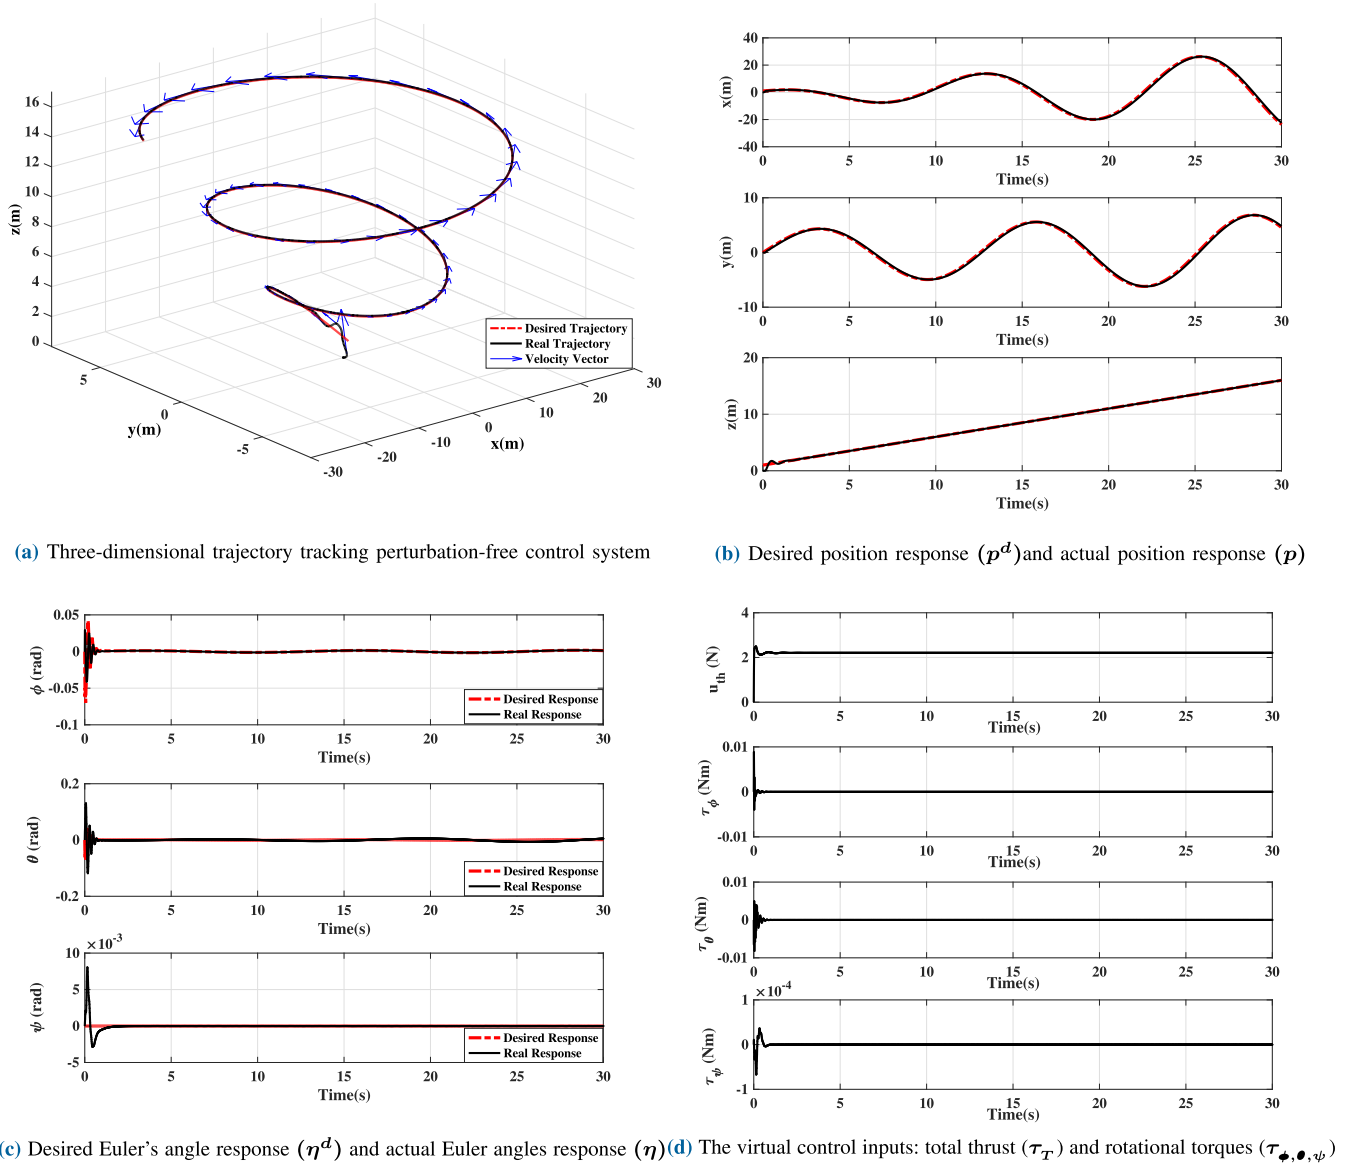 16
14
12
10
8
6
4
2
0
z(m)
5
0
-5
y(m)
-30
-20
-10
0
10
20
30
x(m)
Desired Trajectory
Real Trajectory
Velocity Vector
(a) Three-dimensional trajectory tracking perturbation-free control system
40
20
0
-20
-40
x(m)
0 5 10 15 20 25 30
Time(s)
10
0
-10
y(m)
0 5 10 15 20 25 30
Time(s)
20
10
0
z(m)
0 5 10 15 20 25 30
Time(s)
(b) Desired position response (p^d)and actual position response (p)
0.05
0
-0.05
-0.1
ϕ (rad)
Desired Response
Real Response
0 5 10 15 20 25 30
Time(s)
0.2
0
-0.2
θ (rad)
Desired Response
Real Response
0 5 10 15 20 25 30
Time(s)
×10^-3
10
5
0
-5
ψ (rad)
Desired Response
Real Response
0 5 10 15 20 25 30
Time(s)
(c) Desired Euler's angle response (η^d) and actual Euler angles response (η)
4
2
0
u_th (N)
0 5 10 15 20 25 30
Time(s)
0.01
0
-0.01
τ_ϕ (Nm)
0 5 10 15 20 25 30
Time(s)
0.01
0
-0.01
τ_θ (Nm)
0 5 10 15 20 25 30
Time(s)
×10^-4
1
0
-1
τ_ψ (Nm)
0 5 10 15 20 25 30
Time(s)
(d) The virtual control inputs: total thrust (τ_T) and rotational torques (τ_ϕ,θ,ψ)